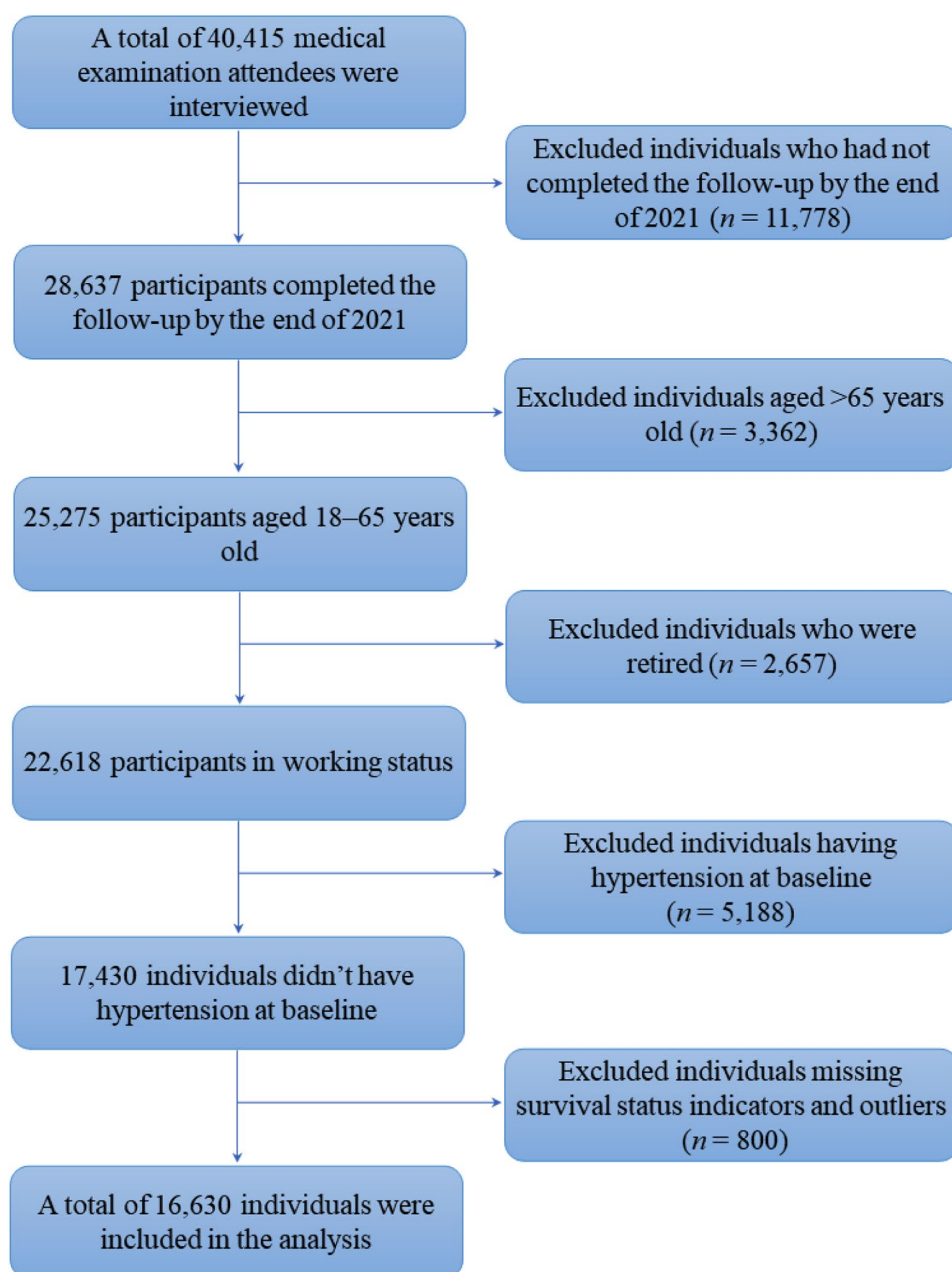 A total of 40,415 medical
examination attendees were
interviewed
Excluded individuals who had not
completed the follow-up by the end
of 2021 (n = 11,778)
28,637 participants completed the
follow-up by the end of 2021
Excluded individuals aged >65 years
old (n = 3,362)
25,275 participants aged 18–65 years
old
Excluded individuals who were
retired (n = 2,657)
22,618 participants in working status
Excluded individuals having
hypertension at baseline
(n = 5,188)
17,430 individuals didn’t have
hypertension at baseline
Excluded individuals missing
survival status indicators and outliers
(n = 800)
A total of 16,630 individuals were
included in the analysis